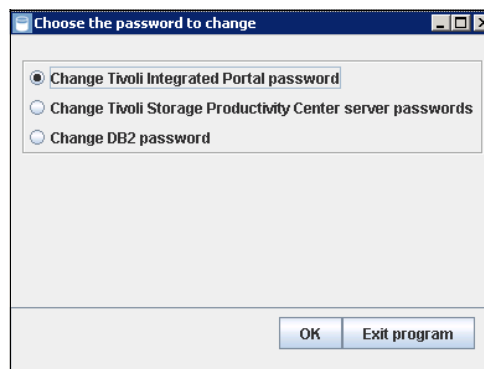 Choose the password to change
Change Tivoli Integrated Portal password
Change Tivoli Storage Productivity Center server passwords
Change DB2 password
OK Exit program